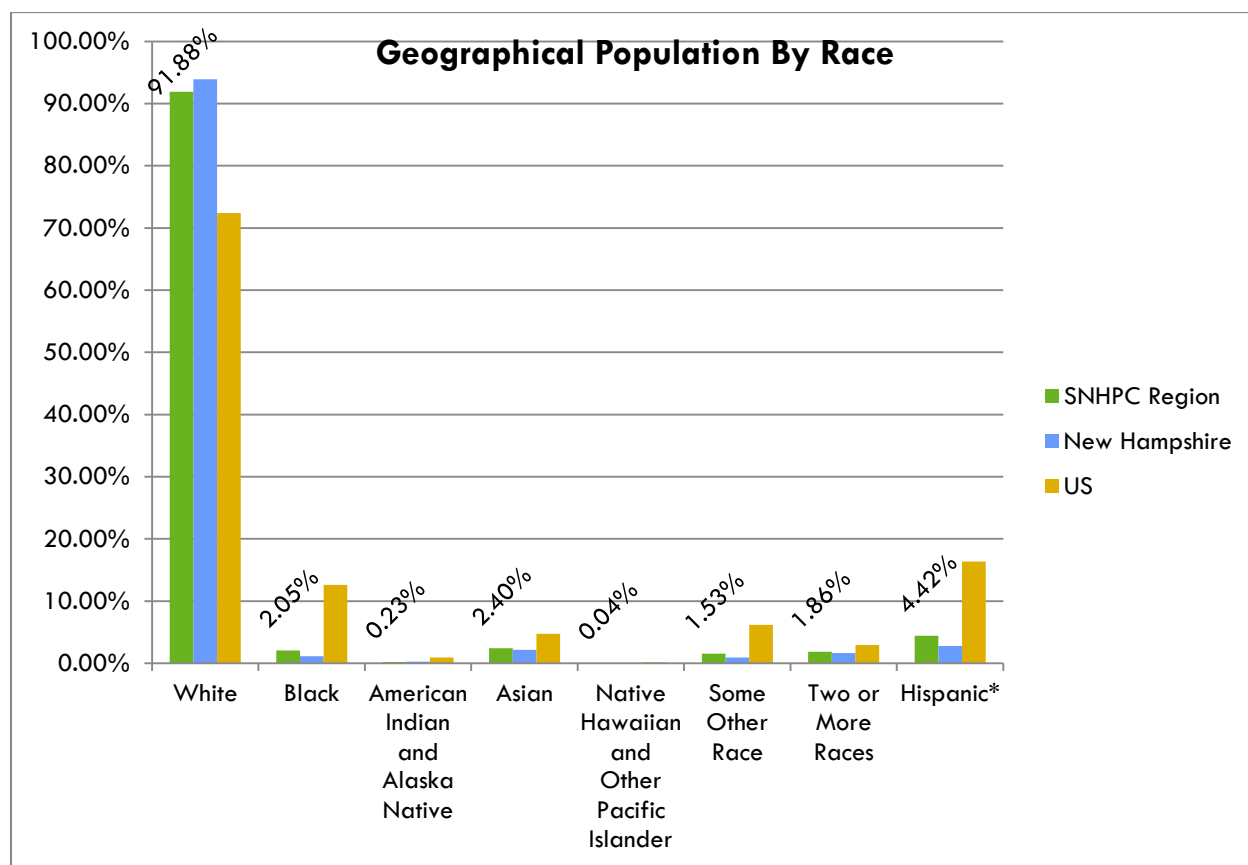 Geographical Population By Race
100.00%
90.00%
80.00%
70.00%
60.00%
50.00%
40.00%
30.00%
20.00%
10.00%
0.00%
91.88%
2.05%
0.23%
2.40%
0.04%
1.53%
1.86%
4.42%
White
Black
American
Indian
and
Alaska
Native
Asian
Native
Hawaiian
and
Other
Pacific
Islander
Some
Other
Race
Two or
More
Races
Hispanic*
SNHPC Region
New Hampshire
US